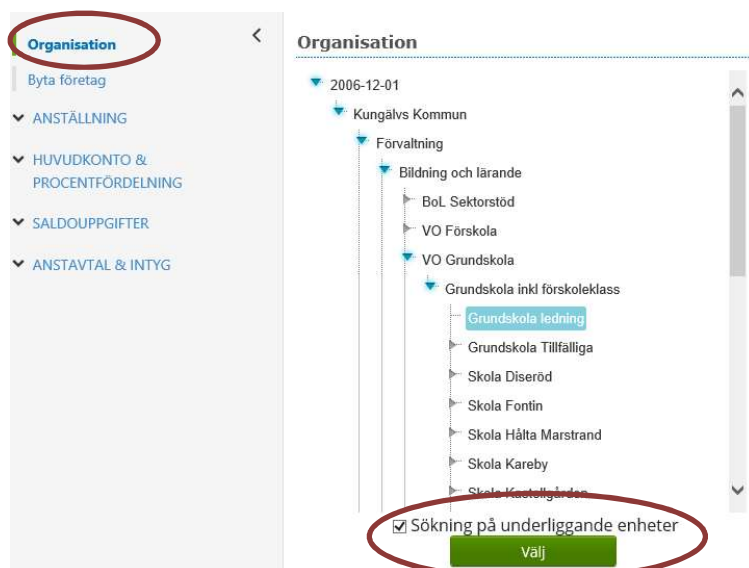 Organisation
Byta företag
ANSTÄLLNING
HUVUDKONTO &
PROCENTFÖRDELNING
SALDOUPPGIFTER
ANSTAVTAL & INTYG
Organisation
2006-12-01
Kungälvs Kommun
Förvaltning
Bildning och lärande
BoL Sektorstöd
VO Förskola
VO Grundskola
Grundskola inkl förskoleklass
Grundskola ledning
Grundskola Tillfälliga
Skola Diseröd
Skola Fontin
Skola Hålta Marstrand
Skola Kareby
Skola Kastellgården
Sökning på underliggande enheter
Välj